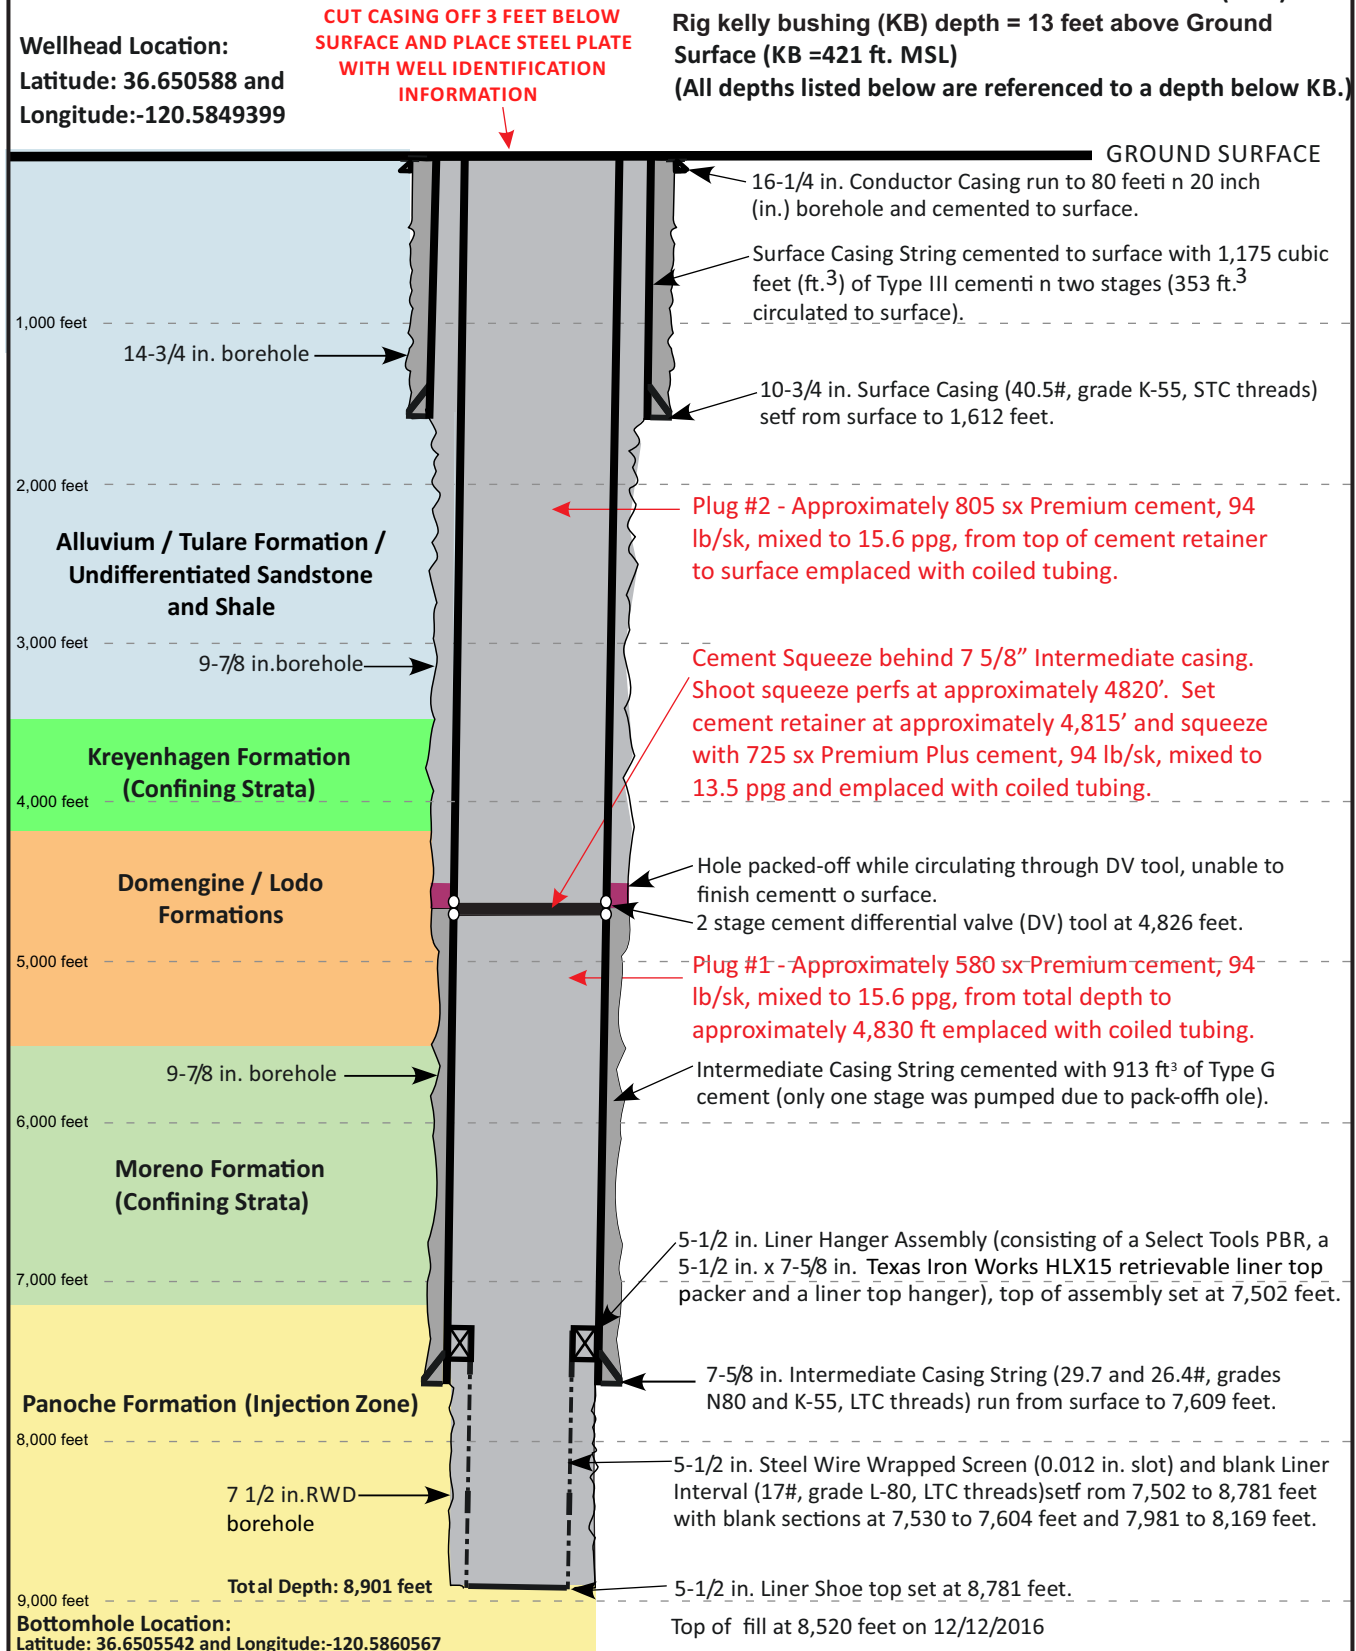 CUT CASING OFF 3 FEET BELOW
SURFACE AND PLACE STEEL PLATE
WITH WELL IDENTIFICATION
INFORMATION
Wellhead Location:
Latitude: 36.650588 and
Longitude:-120.5849399
Rig kelly bushing (KB) depth = 13 feet above Ground
Surface (KB =421 ft. MSL)
(All depths listed below are referenced to a depth below KB.)
GROUND SURFACE
16-1/4 in. Conductor Casing run to 80 feeti n 20 inch
(in.) borehole and cemented to surface.
Surface Casing String cemented to surface with 1,175 cubic
feet (ft.3) of Type III cementi n two stages (353 ft.3
circulated to surface).
1,000 feet
14-3/4 in. borehole
10-3/4 in. Surface Casing (40.5#, grade K-55, STC threads)
setf rom surface to 1,612 feet.
2,000 feet
Plug #2 - Approximately 805 sx Premium cement, 94
lb/sk, mixed to 15.6 ppg, from top of cement retainer
to surface emplaced with coiled tubing.
Alluvium / Tulare Formation /
Undifferentiated Sandstone
and Shale
3,000 feet
9-7/8 in.borehole
Cement Squeeze behind 7 5/8” Intermediate casing.
Shoot squeeze perfs at approximately 4820’. Set
cement retainer at approximately 4,815’ and squeeze
with 725 sx Premium Plus cement, 94 lb/sk, mixed to
13.5 ppg and emplaced with coiled tubing.
Kreyenhagen Formation
(Confining Strata)
4,000 feet
Domengine / Lodo
Formations
Hole packed-off while circulating through DV tool, unable to
finish cementt o surface.
2 stage cement differential valve (DV) tool at 4,826 feet.
5,000 feet
Plug #1 - Approximately 580 sx Premium cement, 94
lb/sk, mixed to 15.6 ppg, from total depth to
approximately 4,830 ft emplaced with coiled tubing.
9-7/8 in. borehole
Intermediate Casing String cemented with 913 ft³ of Type G
cement (only one stage was pumped due to pack-offh ole).
6,000 feet
Moreno Formation
(Confining Strata)
7,000 feet
5-1/2 in. Liner Hanger Assembly (consisting of a Select Tools PBR, a
5-1/2 in. x 7-5/8 in. Texas Iron Works HLX15 retrievable liner top
packer and a liner top hanger), top of assembly set at 7,502 feet.
7-5/8 in. Intermediate Casing String (29.7 and 26.4#, grades
N80 and K-55, LTC threads) run from surface to 7,609 feet.
Panoche Formation (Injection Zone)
8,000 feet
5-1/2 in. Steel Wire Wrapped Screen (0.012 in. slot) and blank Liner
Interval (17#, grade L-80, LTC threads)setf rom 7,502 to 8,781 feet
with blank sections at 7,530 to 7,604 feet and 7,981 to 8,169 feet.
7 1/2 in.RWD
borehole
Total Depth: 8,901 feet
5-1/2 in. Liner Shoe top set at 8,781 feet.
9,000 feet
Top of fill at 8,520 feet on 12/12/2016
Bottomhole Location:
Latitude: 36.6505542 and Longitude:-120.5860567